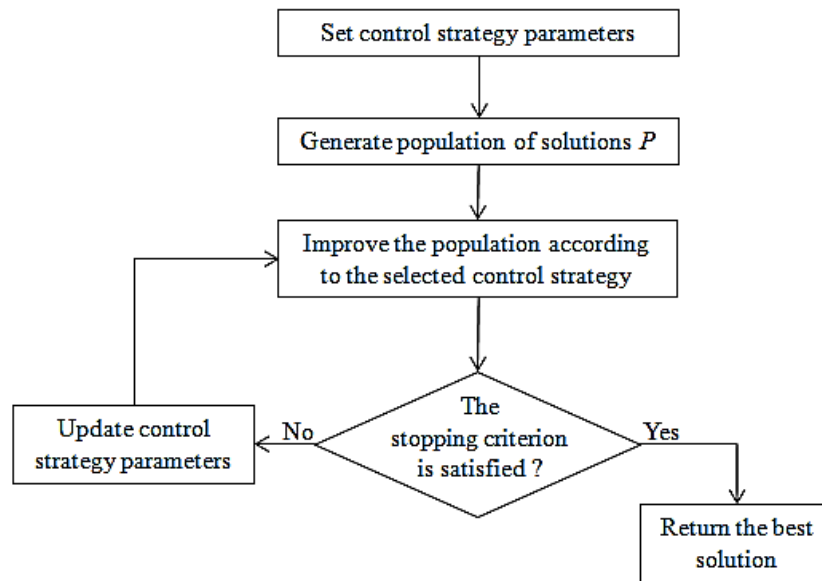 Set control strategy parameters
Generate population of solutions P
Improve the population according
to the selected control strategy
The
stopping criterion
is satisfied ?
No
Yes
Update control
strategy parameters
Return the best
solution